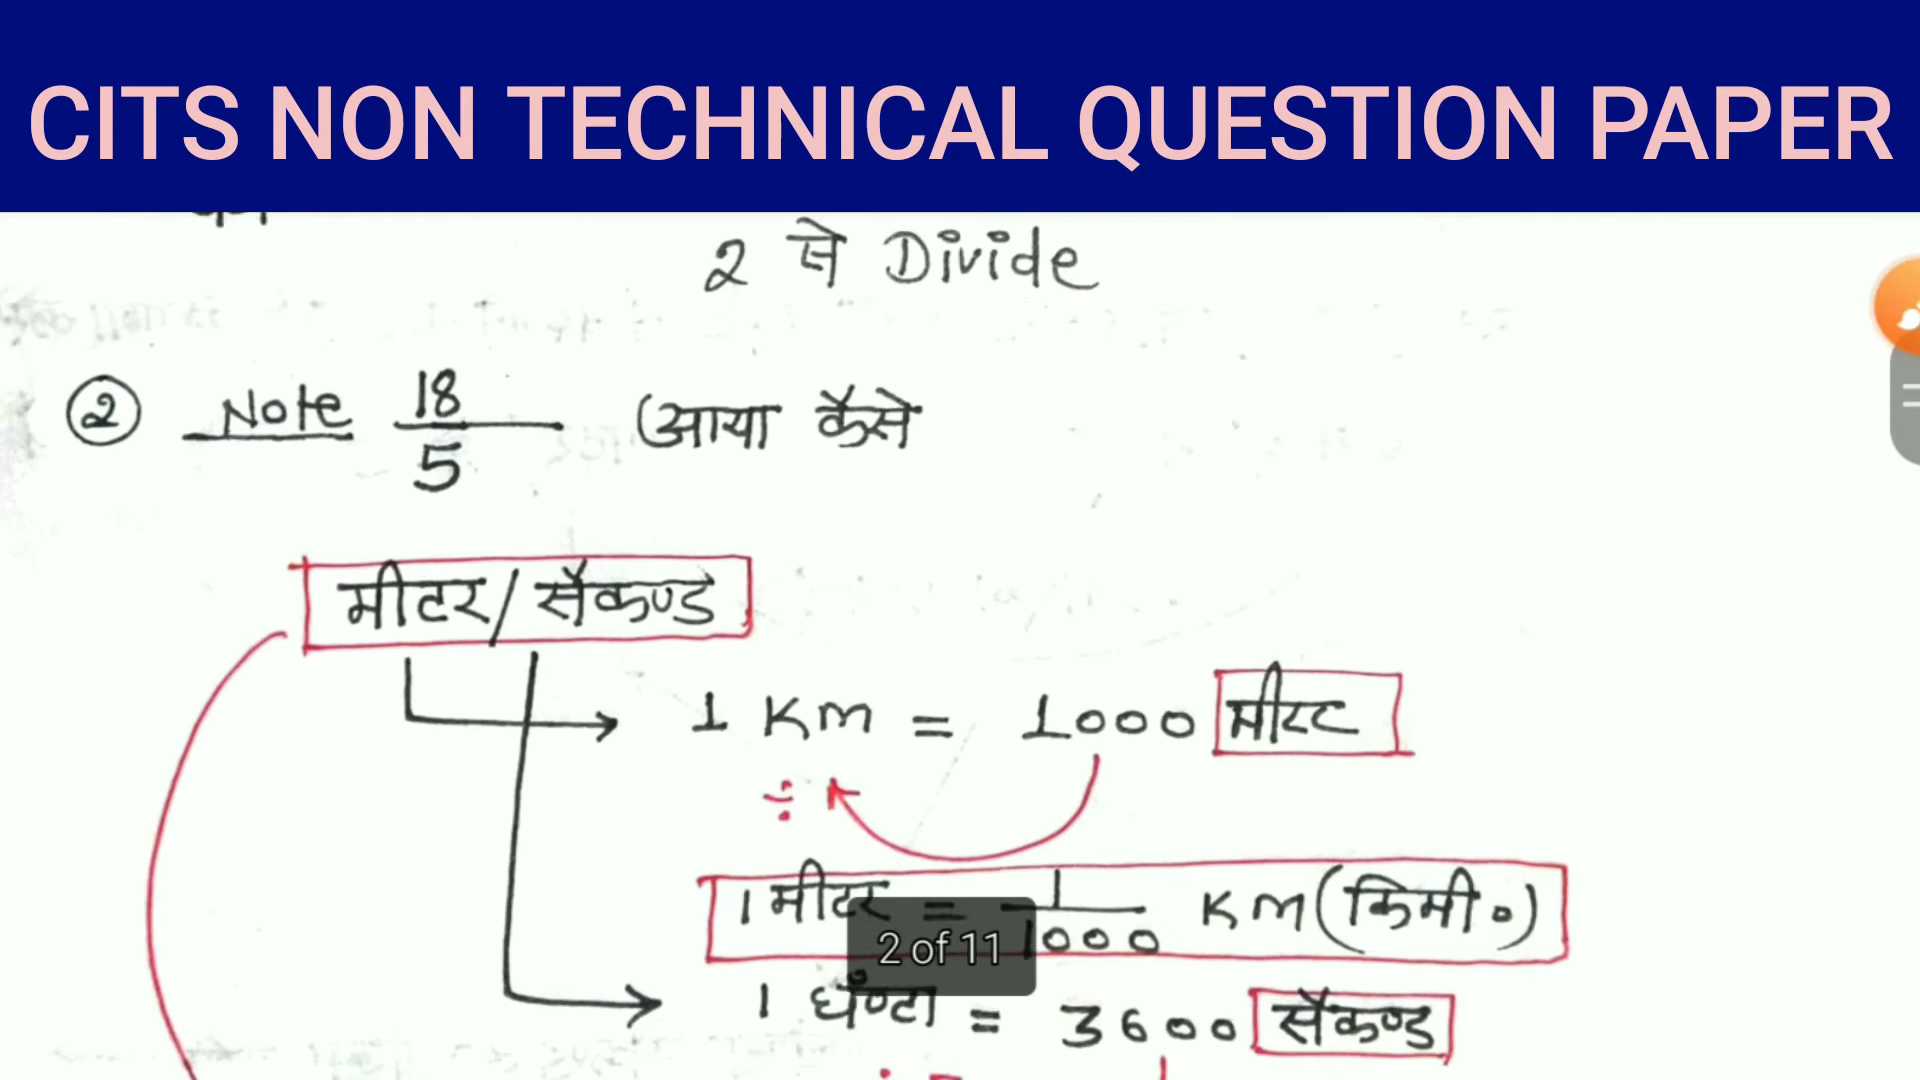 CITS NON TECHNICAL QUESTION PAPER
2 से Divide
② Note 18/5 (आया कैसे
मीटर/सैकण्ड
1 Km = 1000 मीटर
÷
1 मीटर = 1/1000 Km (किमी०)
2 of 11
1 घण्टा = 3600 सैकण्ड